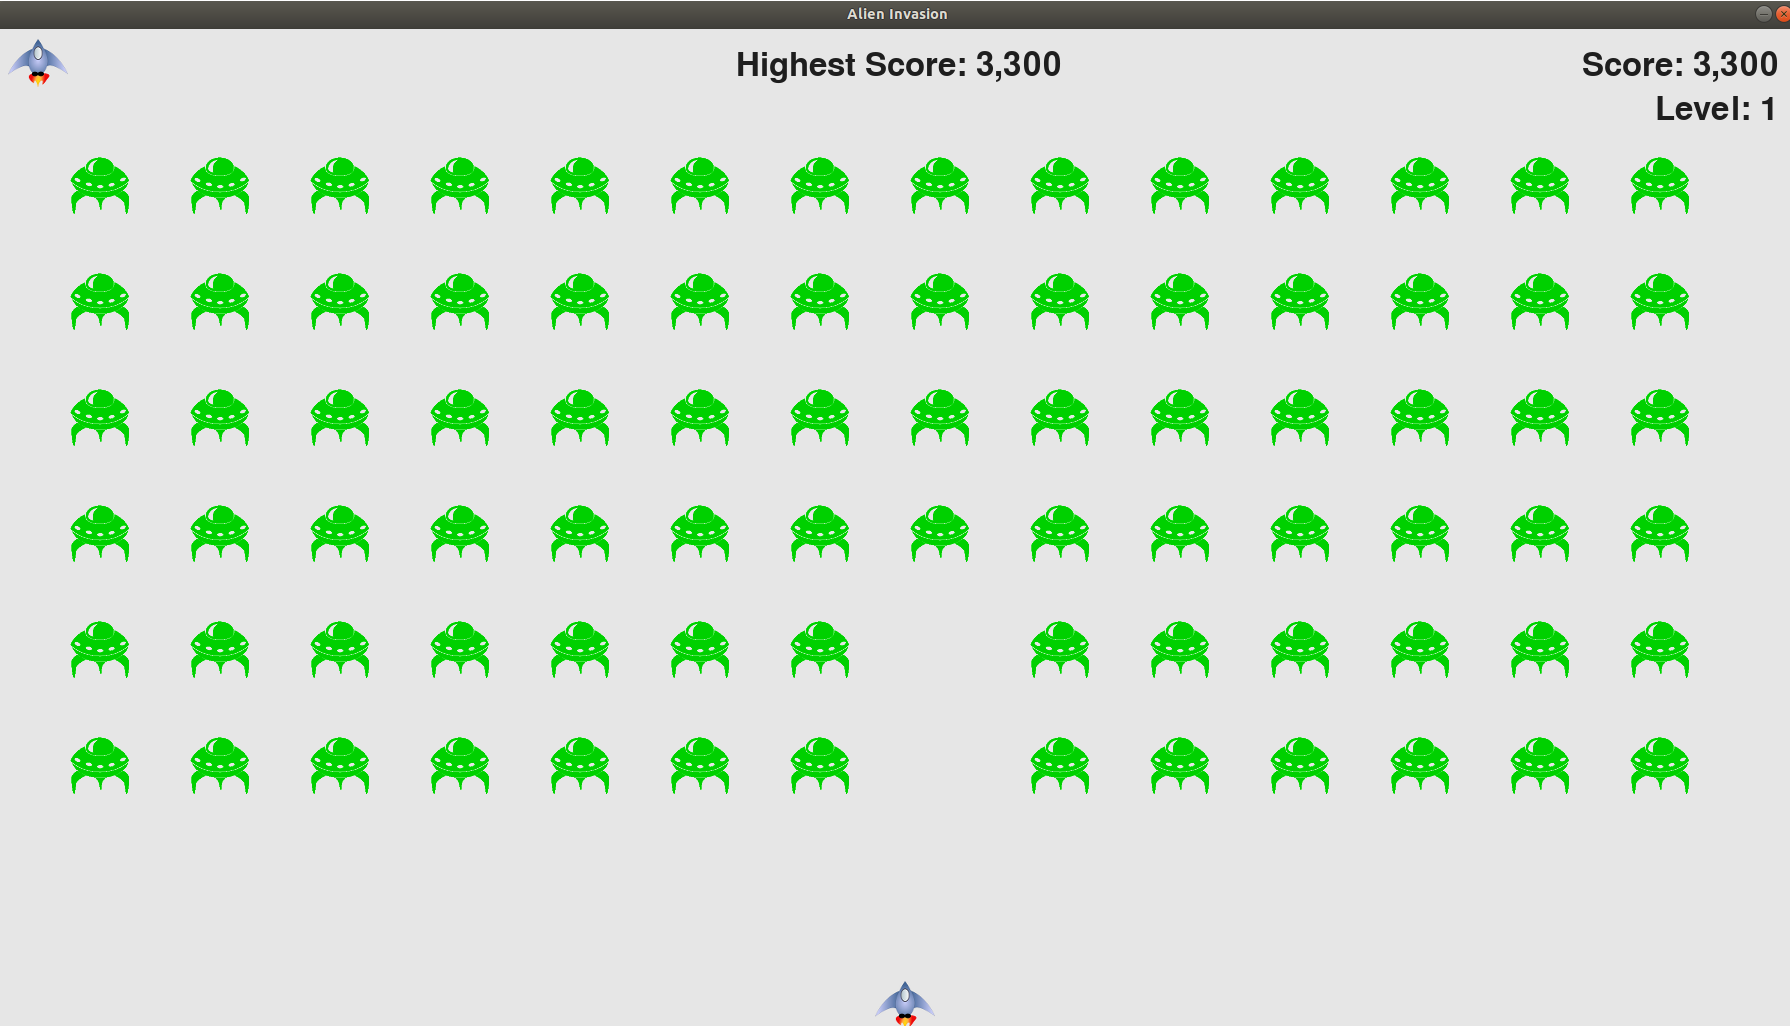 Alien Invasion
Highest Score: 3,300
Score: 3,300
Level: 1